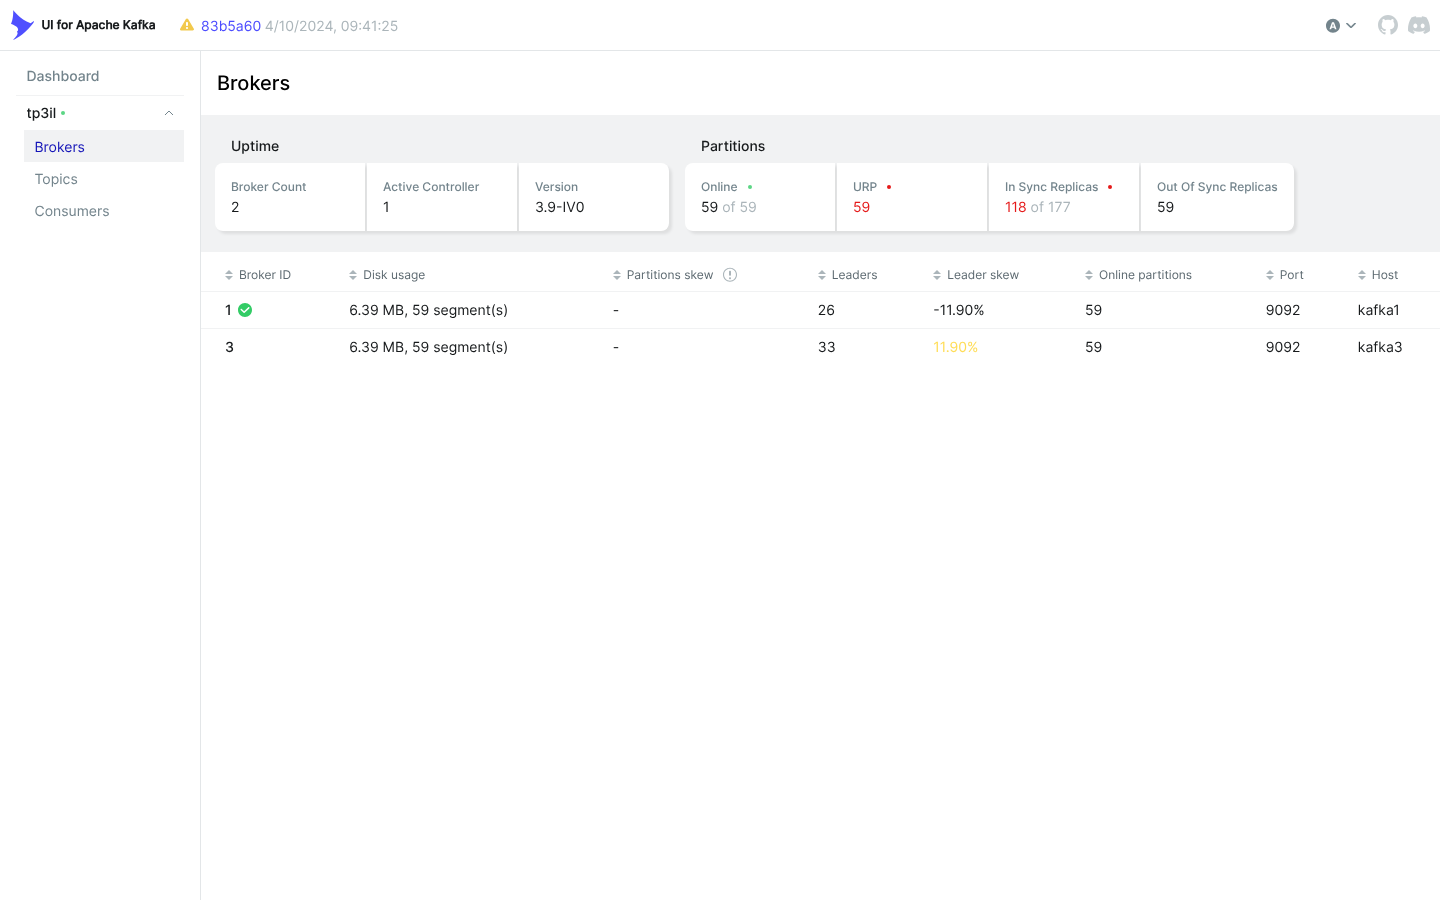 UI for Apache Kafka
83b5a60 4/10/2024, 09:41:25
A
Dashboard
tp3il
Brokers
Topics
Consumers
Brokers
Uptime
Broker Count
2
Active Controller
1
Version
3.9-IV0
Partitions
Online
59 of 59
URP
59
In Sync Replicas
118 of 177
Out Of Sync Replicas
59
Broker ID Disk usage Partitions skew Leaders Leader skew Online partitions Port Host
1 6.39 MB, 59 segment(s) - 26 -11.90% 59 9092 kafka1
3 6.39 MB, 59 segment(s) - 33 11.90% 59 9092 kafka3